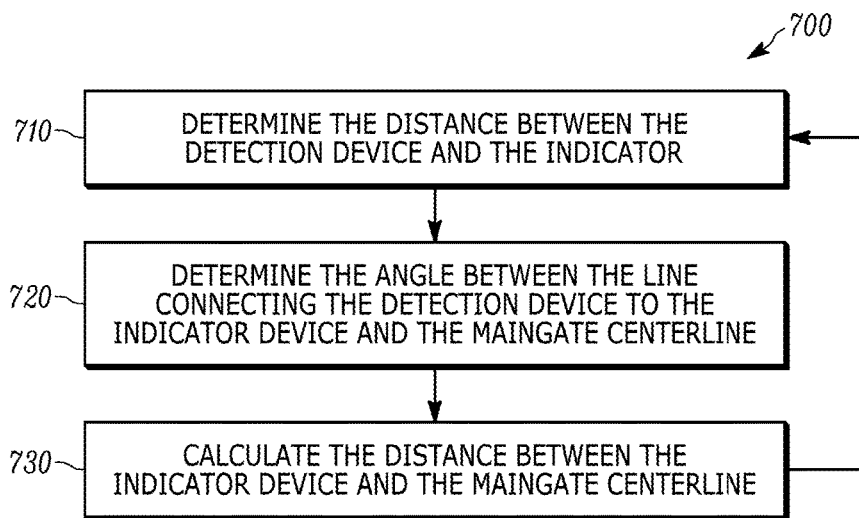 700
710
DETERMINE THE DISTANCE BETWEEN THE
DETECTION DEVICE AND THE INDICATOR
720
DETERMINE THE ANGLE BETWEEN THE LINE
CONNECTING THE DETECTION DEVICE TO THE
INDICATOR DEVICE AND THE MAINGATE CENTERLINE
730
CALCULATE THE DISTANCE BETWEEN THE
INDICATOR DEVICE AND THE MAINGATE CENTERLINE